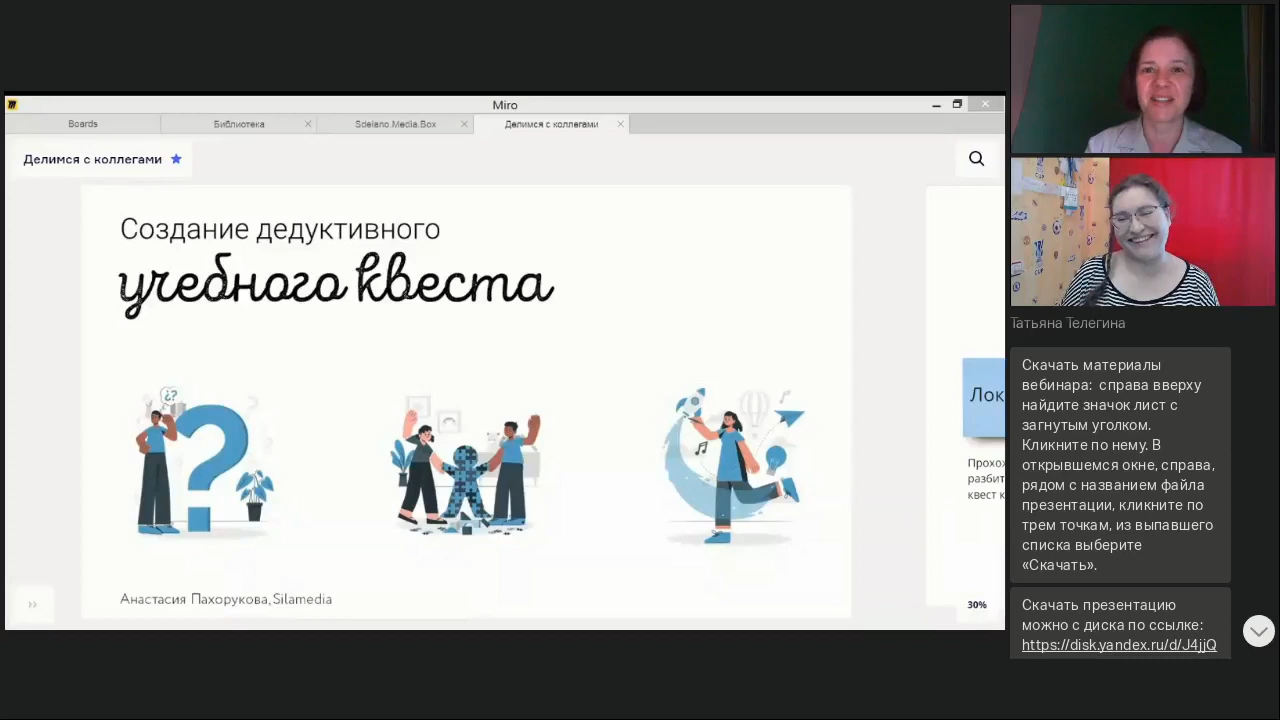 Miro
Boards
Библиотека
Sdelano.Media.Box
Делимся с коллегами
Делимся с коллегами
Создание дедуктивного
учебного квеста
¿?
?
Анастасия Пахорукова, Silamedia
30%
Татьяна Телегина
Скачать материалы
вебинара: справа вверху
найдите значок лист с
загнутым уголком.
Кликните по нему. В
открывшемся окне, справа,
рядом с названием файла
презентации, кликните по
трем точкам, из выпавшего
списка выберите
«Скачать».
Скачать презентацию
можно с диска по ссылке:
https://disk.yandex.ru/d/J4jjQ